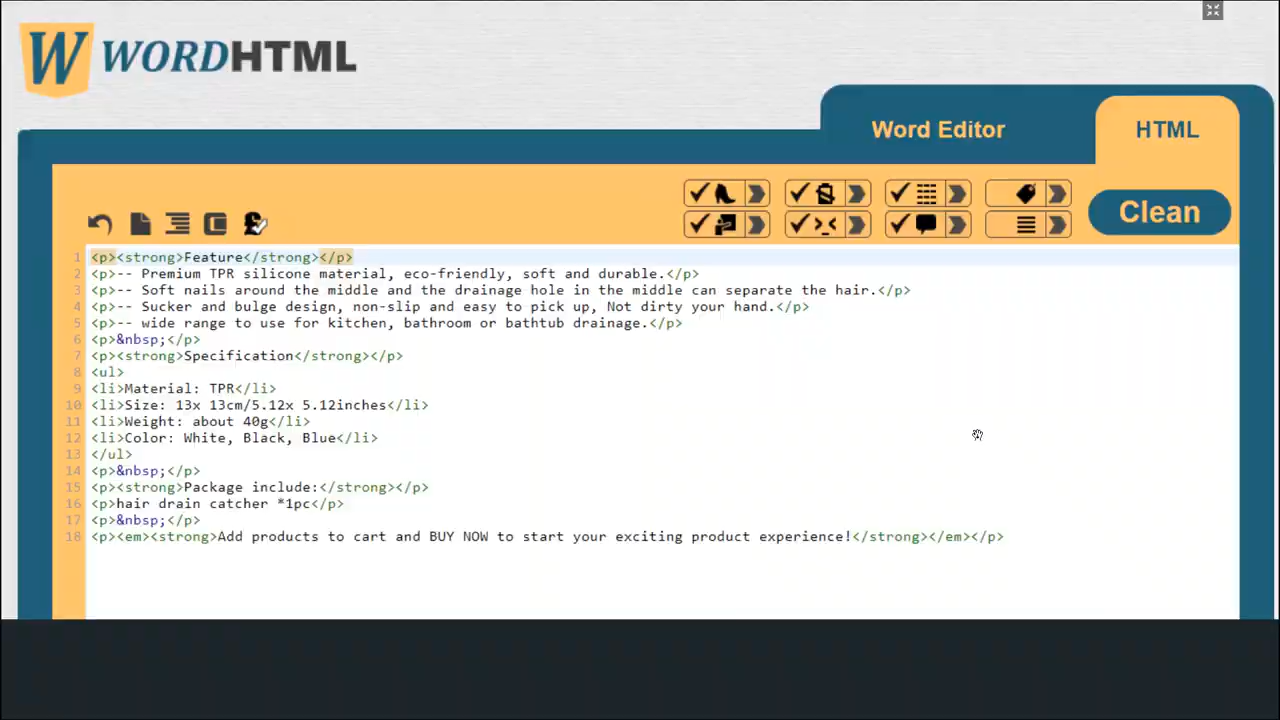 W WORDHTML
Word Editor
HTML
Clean
1 <p><strong>Feature</strong></p>
2 <p>-- Premium TPR silicone material, eco-friendly, soft and durable.</p>
3 <p>-- Soft nails around the middle and the drainage hole in the middle can separate the hair.</p>
4 <p>-- Sucker and bulge design, non-slip and easy to pick up, Not dirty your hand.</p>
5 <p>-- wide range to use for kitchen, bathroom or bathtub drainage.</p>
6 <p>&nbsp;</p>
7 <p><strong>Specification</strong></p>
8 <ul>
9 <li>Material: TPR</li>
10 <li>Size: 13x 13cm/5.12x 5.12inches</li>
11 <li>Weight: about 40g</li>
12 <li>Color: White, Black, Blue</li>
13 </ul>
14 <p>&nbsp;</p>
15 <p><strong>Package include:</strong></p>
16 <p>hair drain catcher *1pc</p>
17 <p>&nbsp;</p>
18 <p><em><strong>Add products to cart and BUY NOW to start your exciting product experience!</strong></em></p>